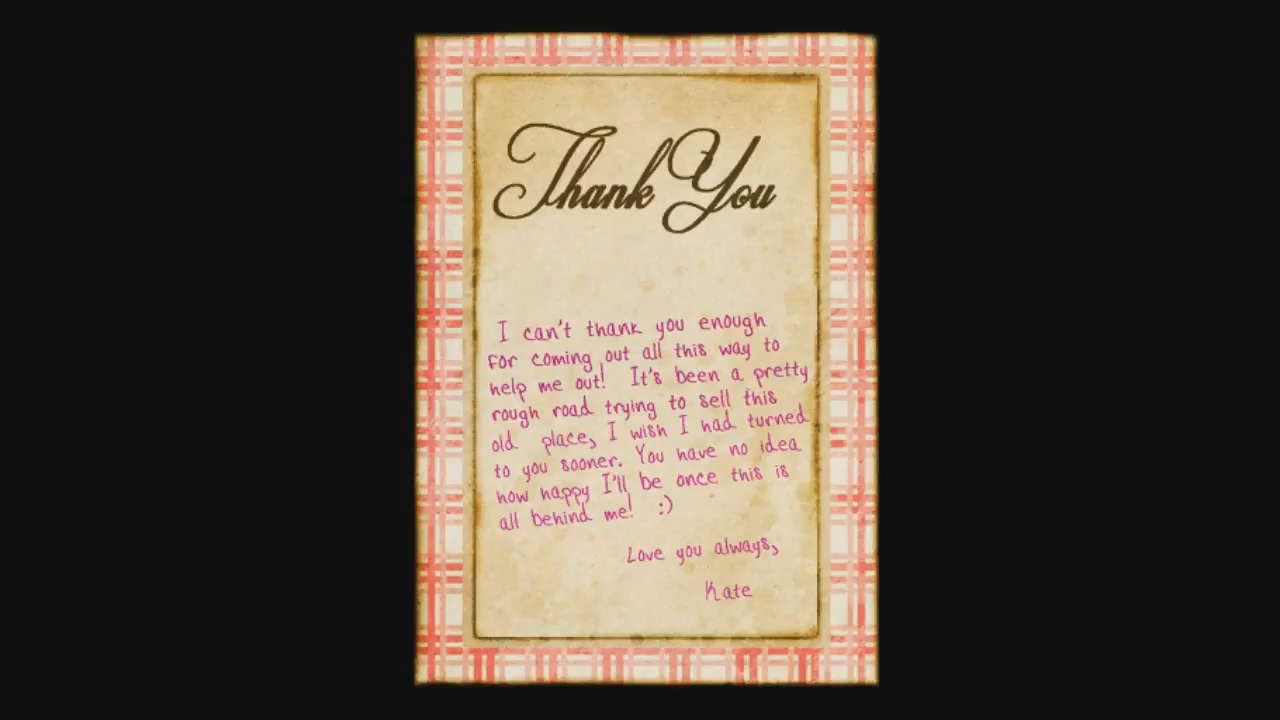 Thank You
I can't thank you enough
for coming out all this way to
help me out! It's been a pretty
rough road trying to sell this
old place, I wish I had turned
to you sooner. You have no idea
how happy I'll be once this is
all behind me! :)
Love you always,
Kate